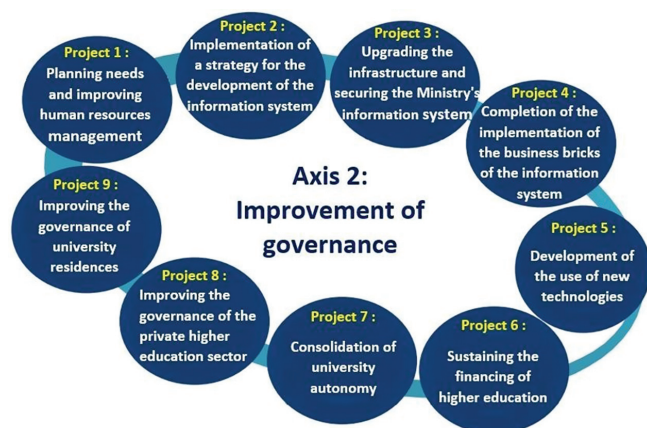 Project 1 :
Planning needs
and improving
human resources
management
Project 2 :
Implementation of
a strategy for the
development of the
information system
Project 3 :
Upgrading the
infrastructure and
securing the Ministry's
information system
Project 4 :
Completion of the
implementation of
the business bricks
of the information
system
Project 5 :
Development of
the use of new
technologies
Project 6 :
Sustaining the
financing of
higher education
Project 7 :
Consolidation of
university
autonomy
Project 8 :
Improving the
governance of the
private higher
education sector
Project 9 :
Improving the
governance of
university
residences
Axis 2:
Improvement of
governance